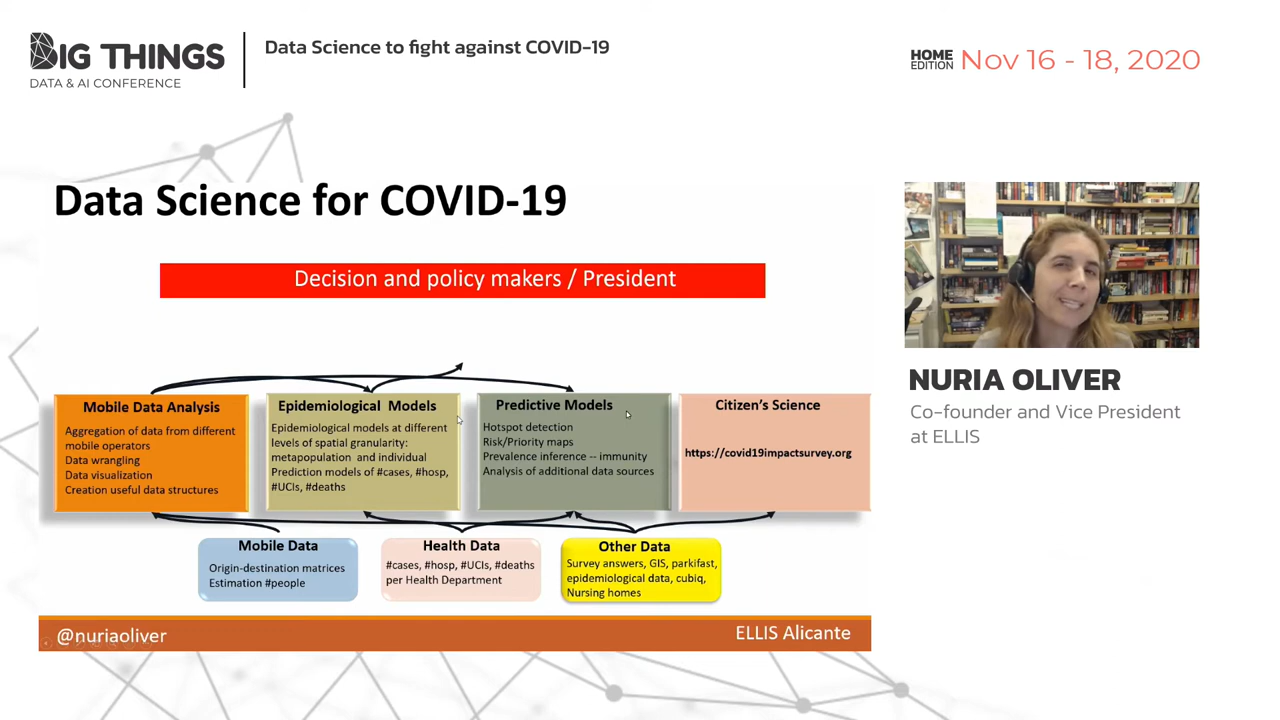 BIG THINGS
DATA & AI CONFERENCE
Data Science to fight against COVID-19
HOME
EDITION
Nov 16 - 18, 2020
Data Science for COVID-19
Decision and policy makers / President
Mobile Data Analysis
Aggregation of data from different
mobile operators
Data wrangling
Data visualization
Creation useful data structures
Epidemiological Models
Epidemiological models at different
levels of spatial granularity:
metapopulation and individual
Prediction models of #cases, #hosp,
#UCIs, #deaths
Predictive Models
Hotspot detection
Risk/Priority maps
Prevalence inference -- immunity
Analysis of additional data sources
Citizen's Science
https://covid19impactsurvey.org
Mobile Data
Origin-destination matrices
Estimation #people
Health Data
#cases, #hosp, #UCIs, #deaths
per Health Department
Other Data
Survey answers, GIS, parkifast,
epidemiological data, cubiq,
Nursing homes
@nuriaoliver
ELLIS Alicante
NURIA OLIVER
Co-founder and Vice President
at ELLIS